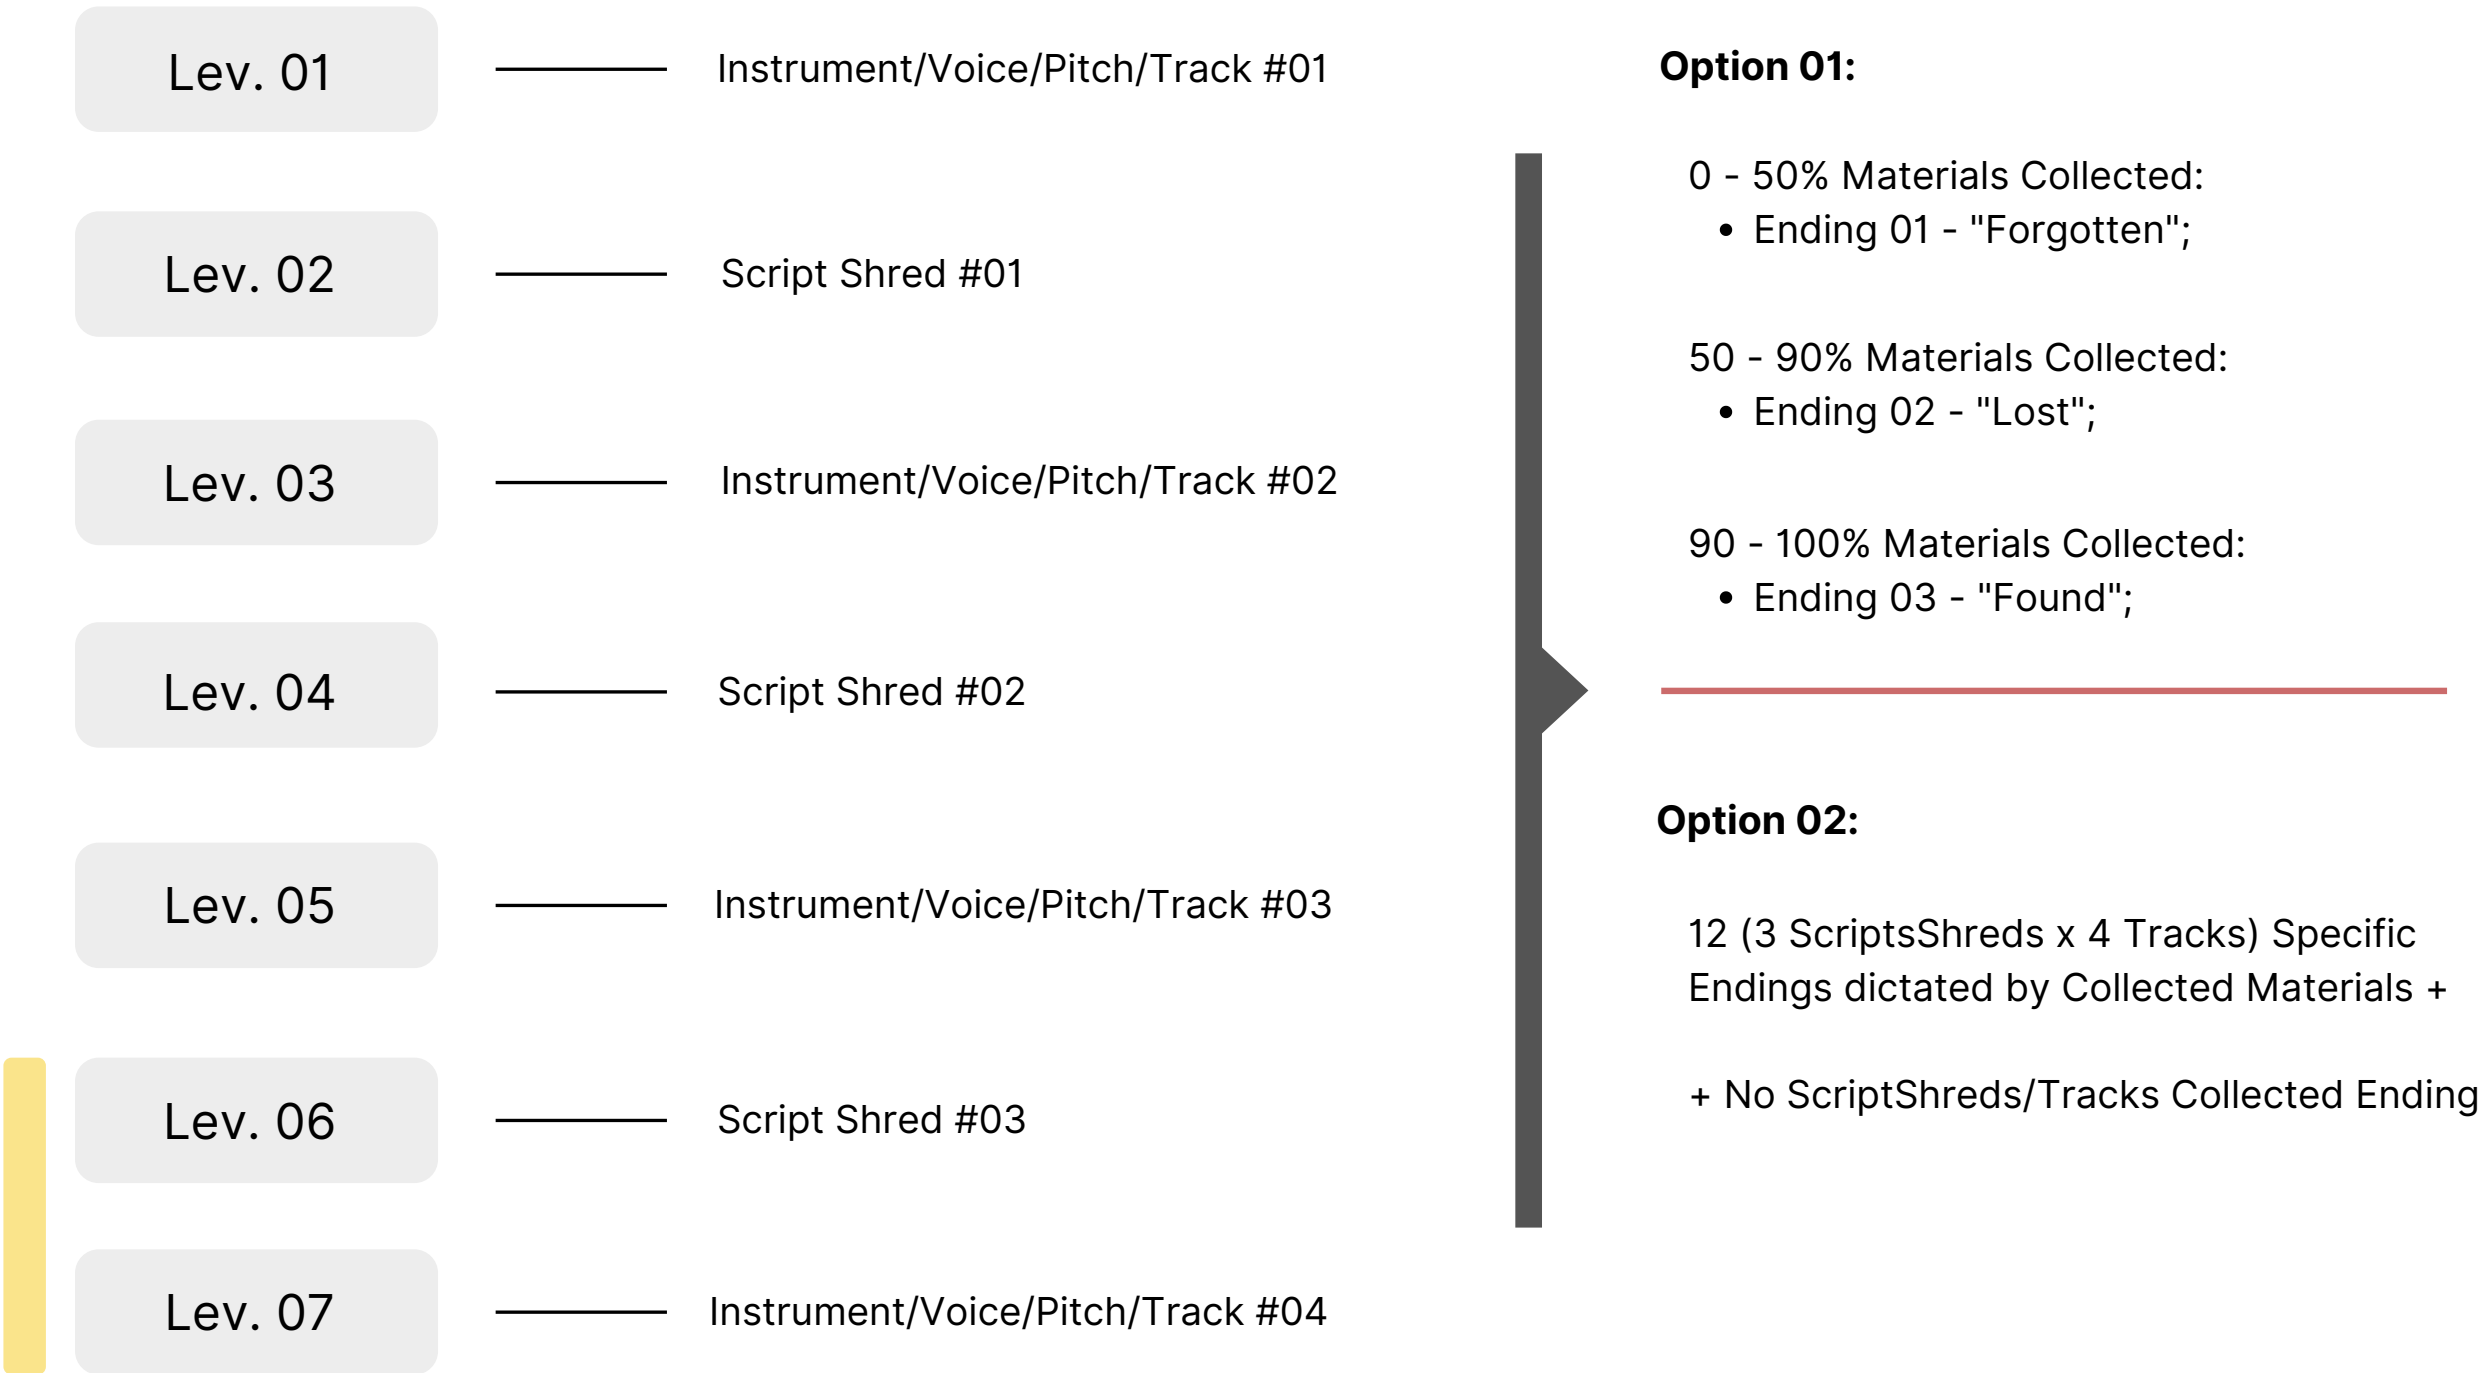 Lev. 01
Instrument/Voice/Pitch/Track #01
Lev. 02
Script Shred #01
Lev. 03
Instrument/Voice/Pitch/Track #02
Lev. 04
Script Shred #02
Lev. 05
Instrument/Voice/Pitch/Track #03
Lev. 06
Script Shred #03
Lev. 07
Instrument/Voice/Pitch/Track #04
Option 01:
0 - 50% Materials Collected:
• Ending 01 - "Forgotten";
50 - 90% Materials Collected:
• Ending 02 - "Lost";
90 - 100% Materials Collected:
• Ending 03 - "Found";
Option 02:
12 (3 ScriptsShreds x 4 Tracks) Specific
Endings dictated by Collected Materials +
+ No ScriptShreds/Tracks Collected Ending